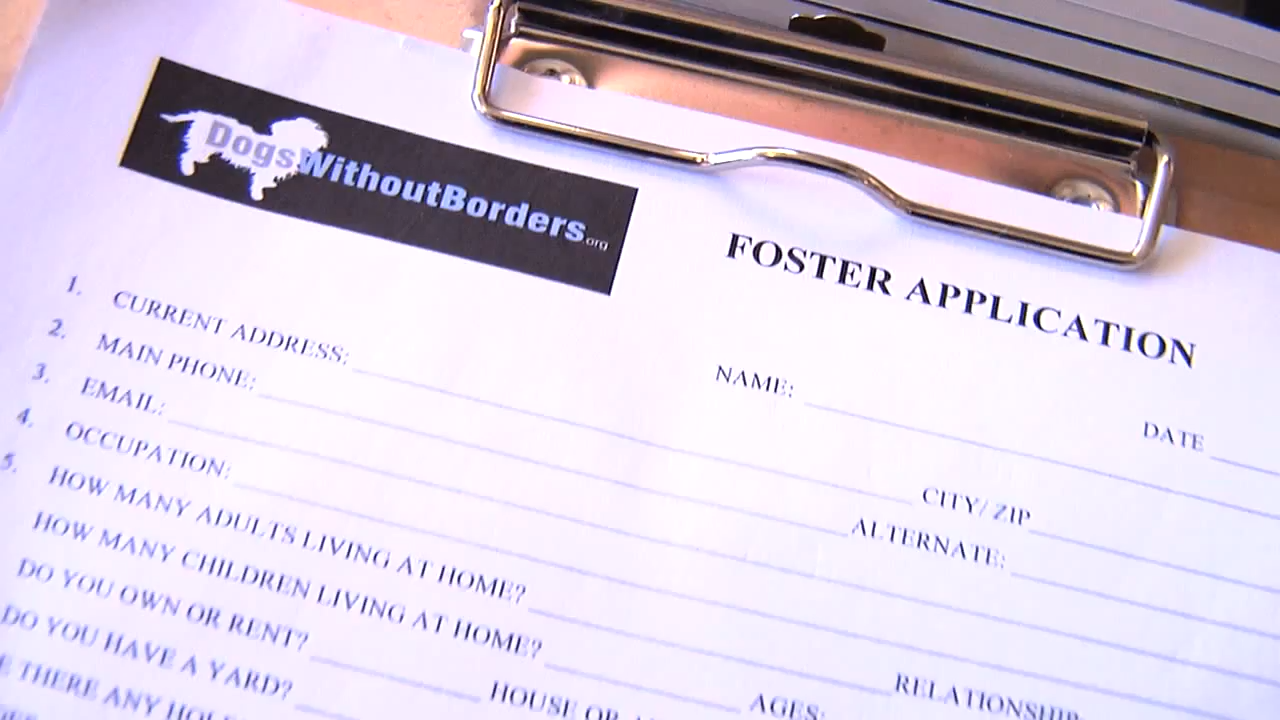 DogsWithoutBorders.org
FOSTER APPLICATION
DATE
NAME:
1. CURRENT ADDRESS: CITY/ ZIP
2. MAIN PHONE: ALTERNATE:
3. EMAIL:
4. OCCUPATION:
5. HOW MANY ADULTS LIVING AT HOME? RELATIONSHIP
HOW MANY CHILDREN LIVING AT HOME? AGES:
DO YOU OWN OR RENT? HOUSE OR
DO YOU HAVE A YARD?
THERE ANY